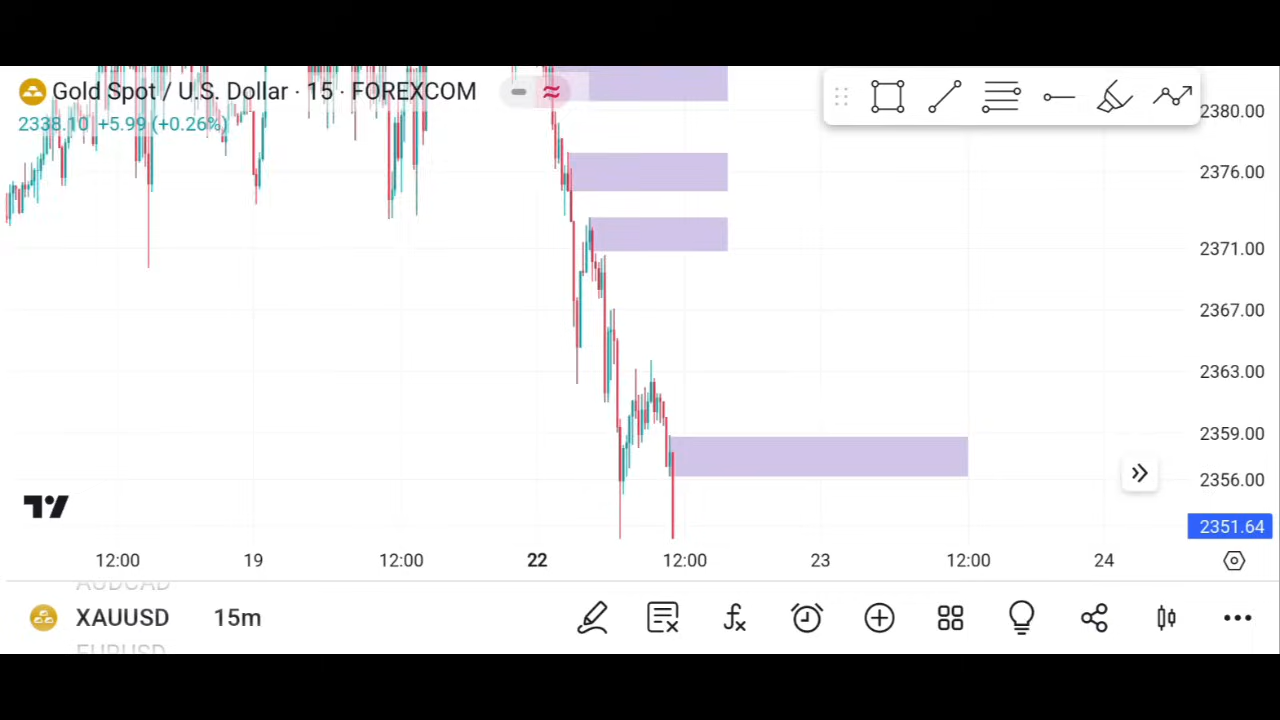 Gold Spot / U.S. Dollar · 15 · FOREXCOM
2338.10 +5.99 (+0.26%)
2380.00
2376.00
2371.00
2367.00
2363.00
2359.00
2356.00
2351.64
12:00 19 12:00 22 12:00 23 12:00 24
AUDCAD
XAUUSD 15m
EURUSD